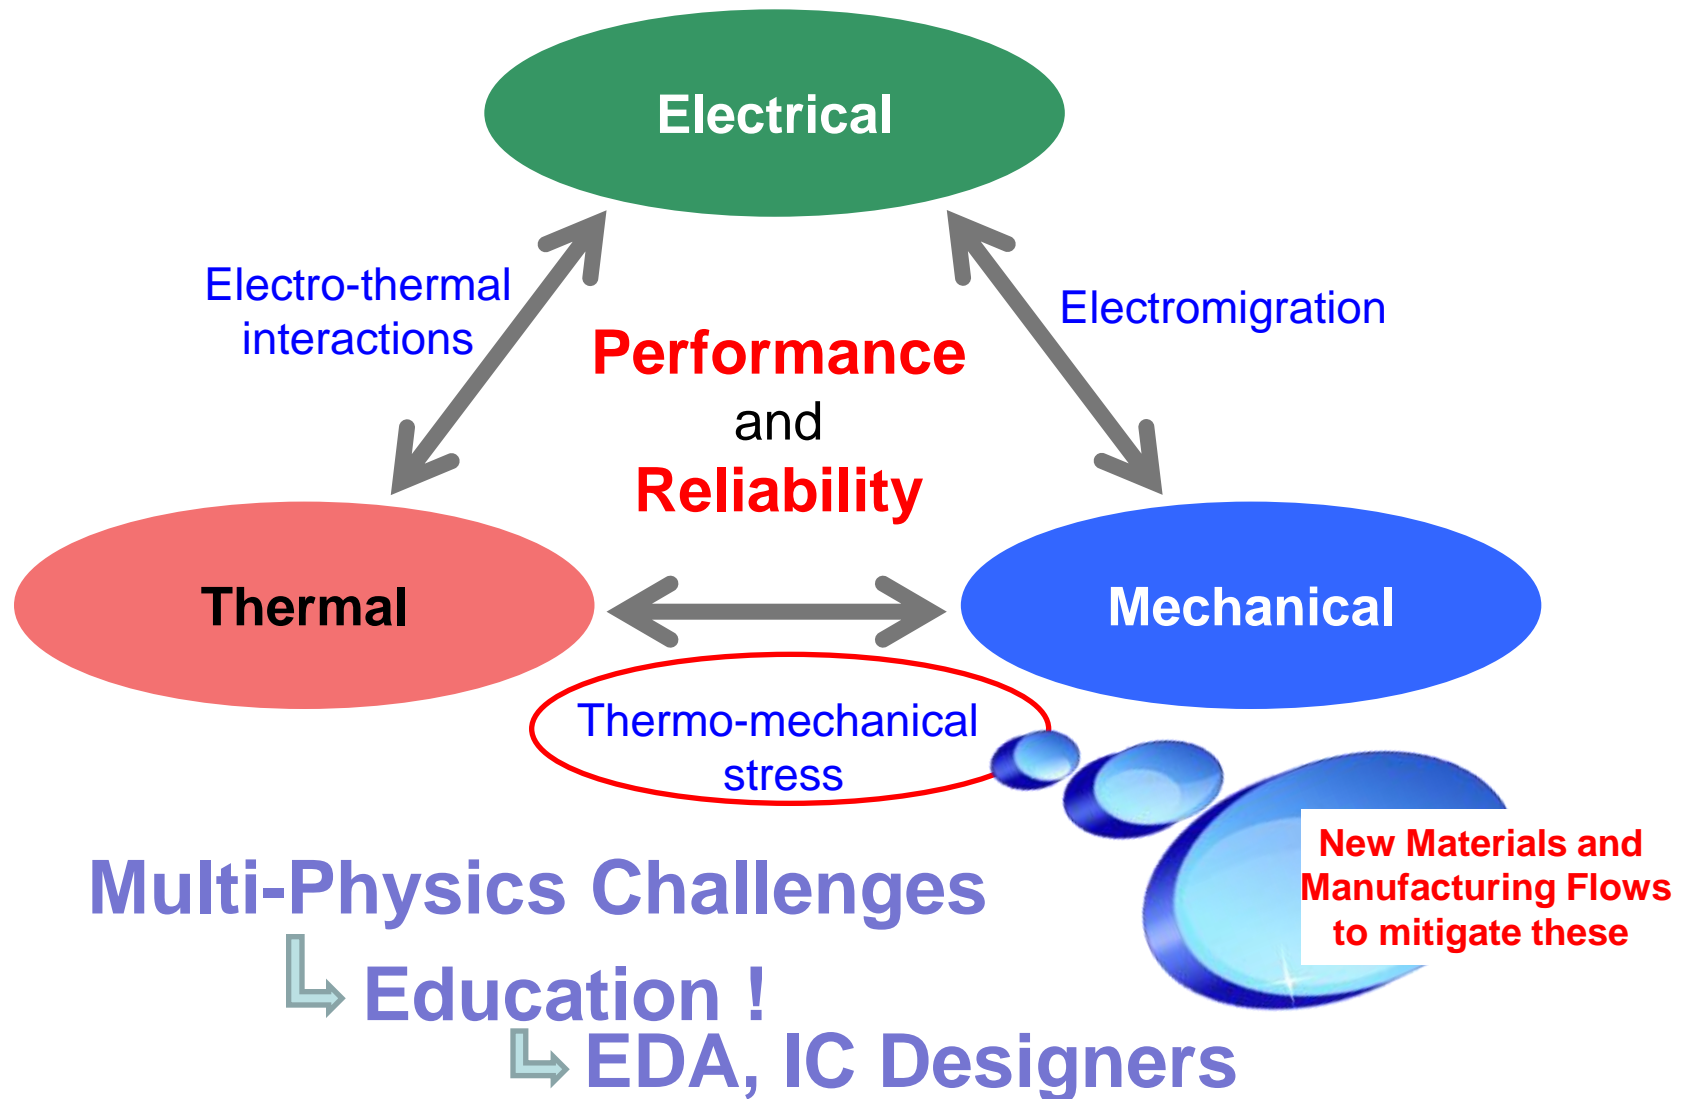 Electrical
Electro-thermal
interactions
Electromigration
Performance
and
Reliability
Thermal
Mechanical
Thermo-mechanical
stress
New Materials and
Manufacturing Flows
to mitigate these
Multi-Physics Challenges
Education !
EDA, IC Designers